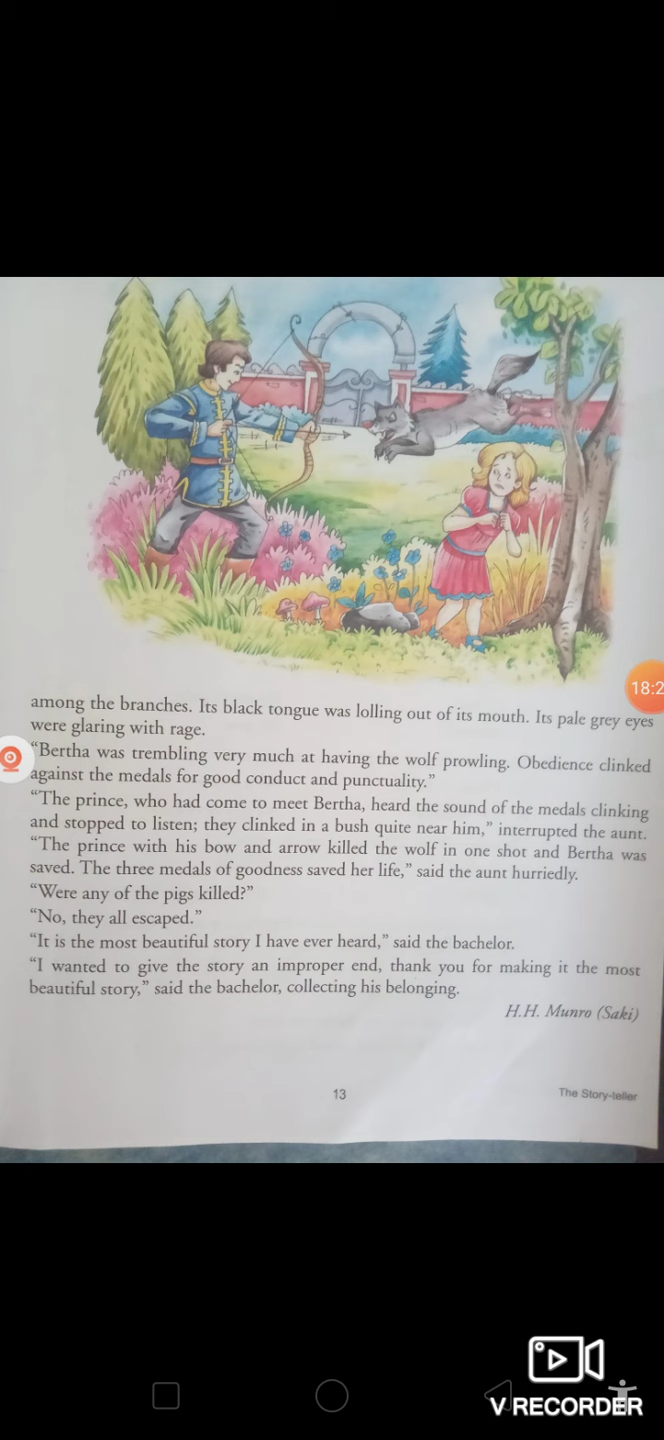 among the branches. Its black tongue was lolling out of its mouth. Its pale grey eyes
were glaring with rage.
“Bertha was trembling very much at having the wolf prowling. Obedience clinked
against the medals for good conduct and punctuality.”
“The prince, who had come to meet Bertha, heard the sound of the medals clinking
and stopped to listen; they clinked in a bush quite near him,” interrupted the aunt.
“The prince with his bow and arrow killed the wolf in one shot and Bertha was
saved. The three medals of goodness saved her life,” said the aunt hurriedly.
“Were any of the pigs killed?”
“No, they all escaped.”
“It is the most beautiful story I have ever heard,” said the bachelor.
“I wanted to give the story an improper end, thank you for making it the most
beautiful story,” said the bachelor, collecting his belonging.
H.H. Munro (Saki)
13
The Story-teller
18:2
V RECORDER